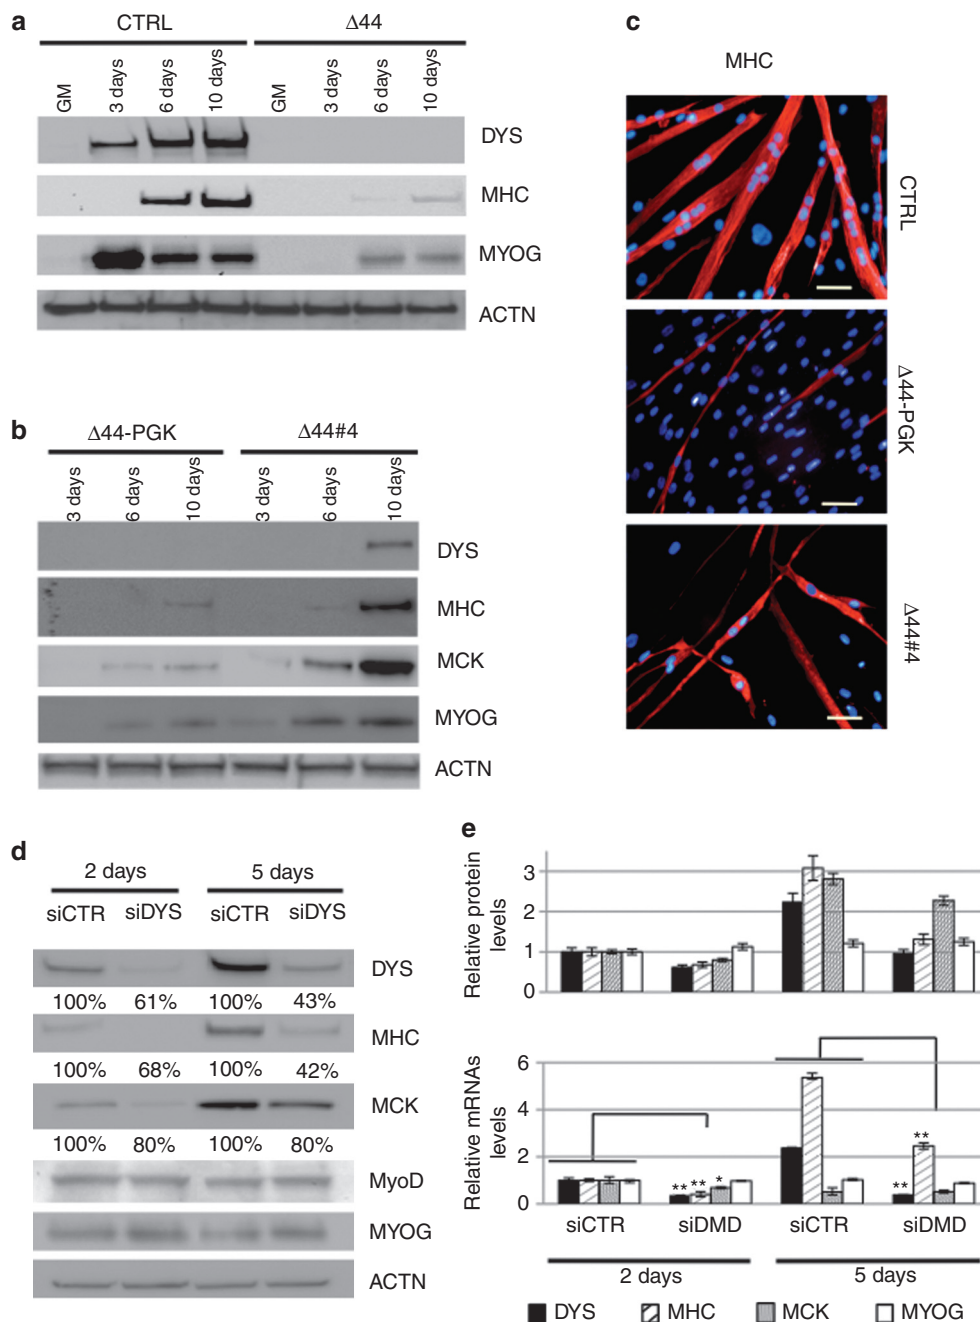 a
CTRL
Δ44
GM
3 days
6 days
10 days
GM
3 days
6 days
10 days
DYS
MHC
MYOG
ACTN
b
Δ44-PGK
Δ44#4
3 days
6 days
10 days
3 days
6 days
10 days
DYS
MHC
MCK
MYOG
ACTN
c
MHC
CTRL
Δ44-PGK
Δ44#4
d
2 days
5 days
siCTR
siDYS
siCTR
siDYS
DYS
100%
61%
100%
43%
MHC
100%
68%
100%
42%
MCK
100%
80%
100%
80%
MyoD
MYOG
ACTN
e
Relative protein
levels
3
2
1
0
Relative mRNAs
levels
6
4
2
0
** ** *
** **
siCTR
siDMD
siCTR
siDMD
2 days
5 days
DYS
MHC
MCK
MYOG